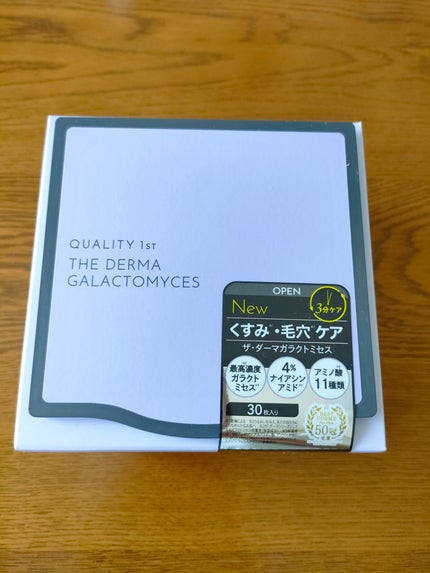 QUALITY 1ST
THE DERMA
GALACTOMYCES
OPEN
New
3分ケア
くすみ・毛穴ケア
ザ・ダーマガラクトミセス
最高濃度
ガラクト
ミセス
4%
ナイアシン
アミド
アミノ酸
11種類
30枚入り
50冠